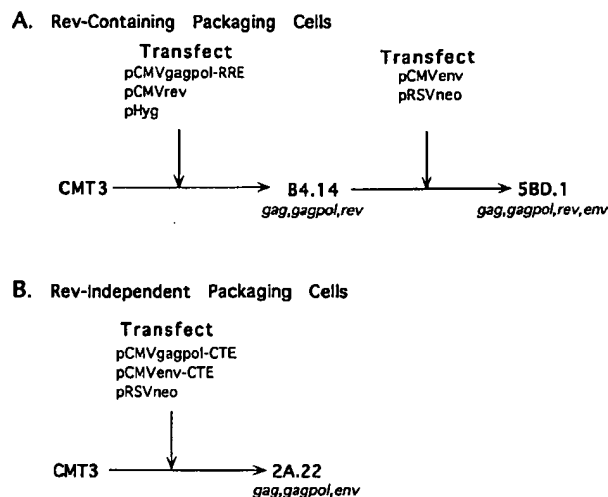 A. Rev-Containing Packaging Cells
Transfect
pCMVgagpol-RRE
pCMVrev
pHyg
Transfect
pCMVenv
pRSVneo
CMT3
B4.14
gag,gagpol,rev
5BD.1
gag,gagpol,rev,env
B. Rev-Independent Packaging Cells
Transfect
pCMVgagpol-CTE
pCMVenv-CTE
pRSVneo
CMT3
2A.22
gag,gagpol,env